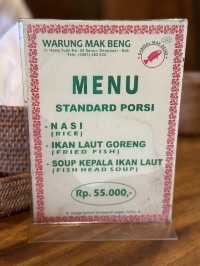 WARUNG MAK BENG
MENU
STANDARD PORSI
- NASI
(RICE)
- IKAN LAUT GORENG
(FRIED FISH)
- SOUP KEPALA IKAN LAUT
(FISH HEAD SOUP)
Rp. 55.000,-